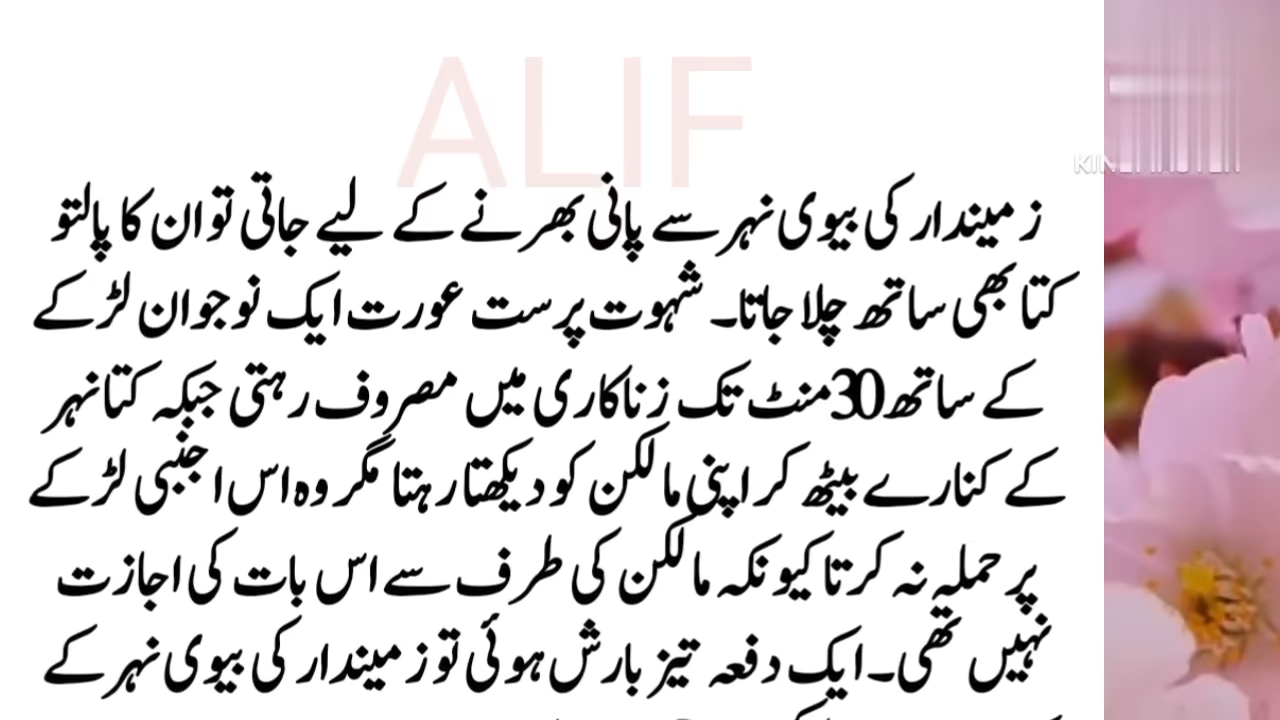 ALIF
KINEMASTER
زمیندار کی بیوی نہر سے پانی بھرنے کے لیے جاتی تو ان کا پالتو
کتا بھی ساتھ چلا جاتا۔ شہوت پرست عورت ایک نوجوان لڑکے
کے ساتھ 30 منٹ تک زناکاری میں مصروف رہتی جبکہ کتا نہر
کے کنارے بیٹھ کر اپنی مالکن کو دیکھتا رہتا مگر وہ اس اجنبی لڑکے
پر حملہ نہ کرتا کیونکہ مالکن کی طرف سے اس بات کی اجازت
نہیں تھی۔ ایک دفعہ تیز بارش ہوئی تو زمیندار کی بیوی نہر کے